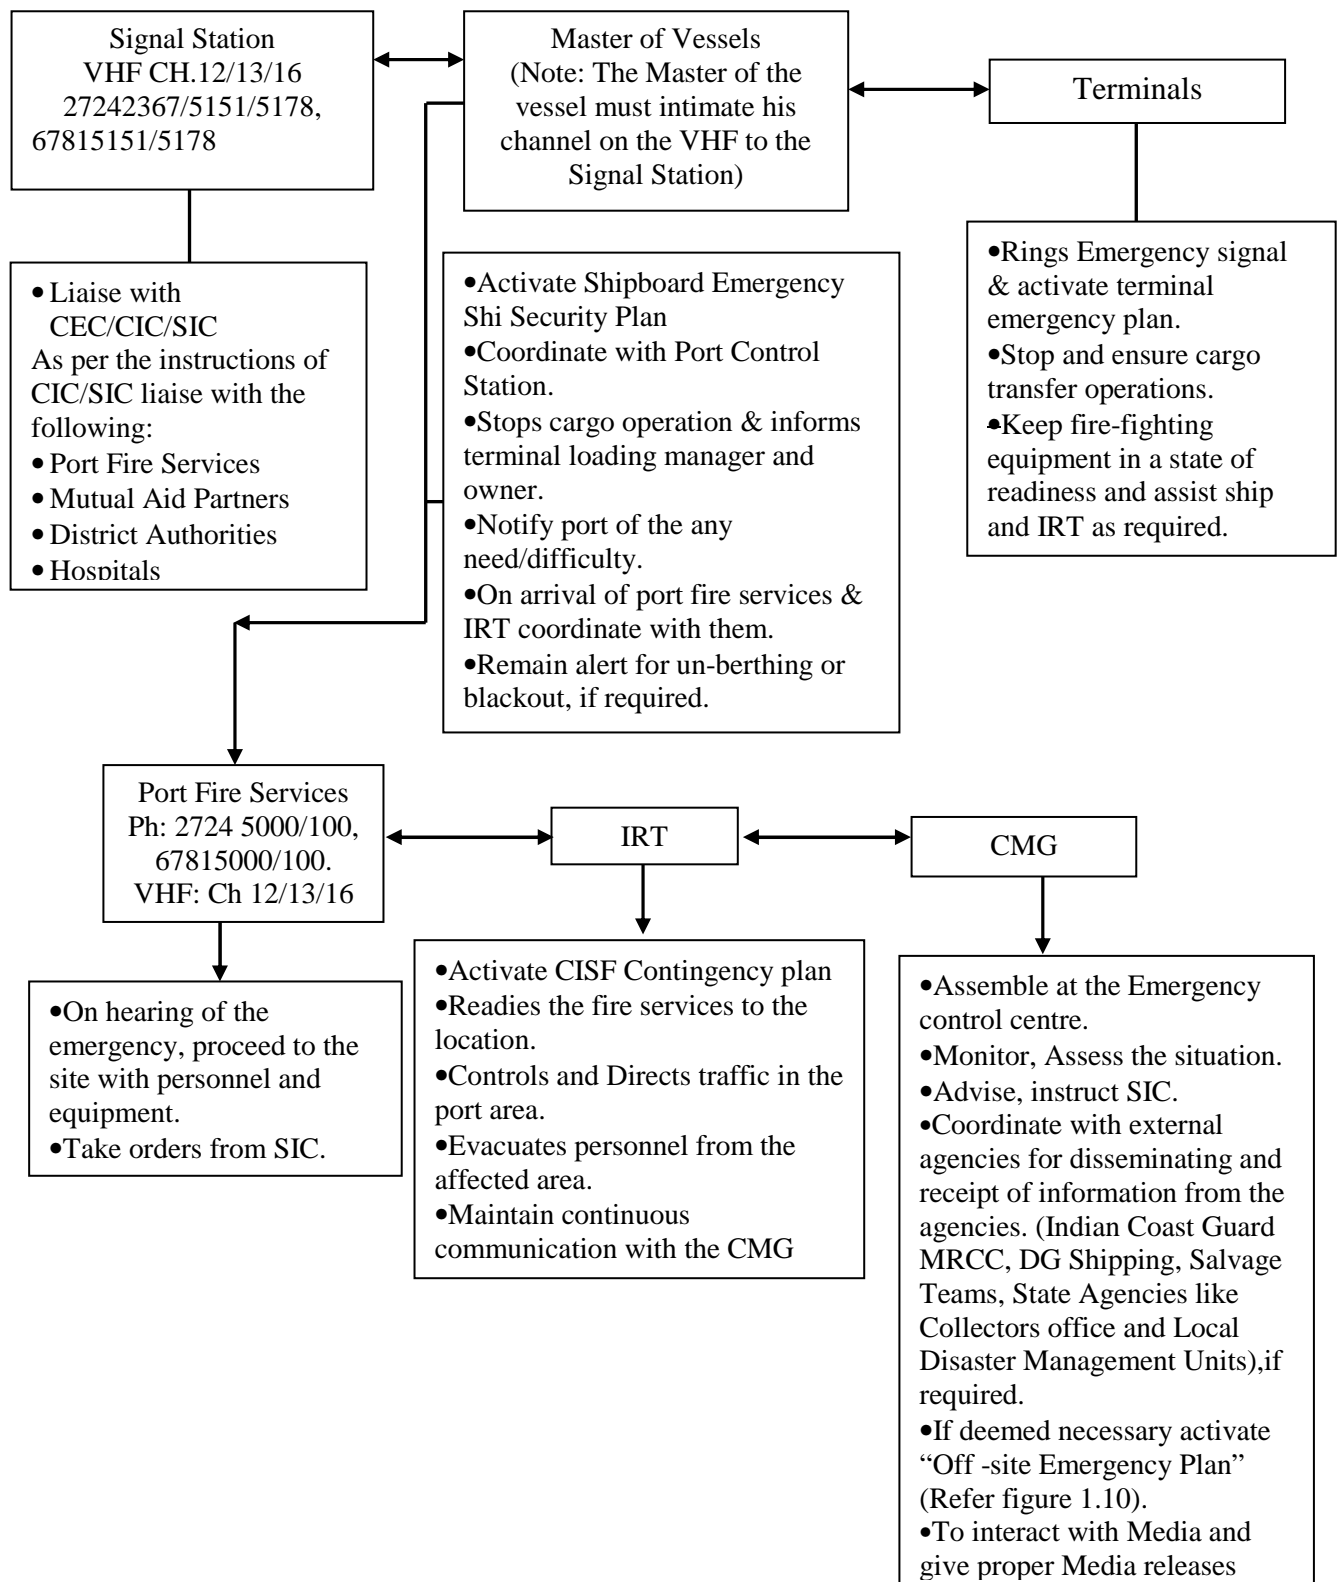 Signal Station
VHF CH.12/13/16
27242367/5151/5178,
67815151/5178
Master of Vessels
(Note: The Master of the
vessel must intimate his
channel on the VHF to the
Signal Station)
Terminals
•Liaise with
CEC/CIC/SIC
As per the instructions of
CIC/SIC liaise with the
following:
•Port Fire Services
•Mutual Aid Partners
•District Authorities
•Hospitals
•Activate Shipboard Emergency
Shi Security Plan
•Coordinate with Port Control
Station.
•Stops cargo operation & informs
terminal loading manager and
owner.
•Notify port of the any
need/difficulty.
•On arrival of port fire services &
IRT coordinate with them.
•Remain alert for un-berthing or
blackout, if required.
•Rings Emergency signal
& activate terminal
emergency plan.
•Stop and ensure cargo
transfer operations.
•Keep fire-fighting
equipment in a state of
readiness and assist ship
and IRT as required.
Port Fire Services
Ph: 2724 5000/100,
67815000/100.
VHF: Ch 12/13/16
IRT
CMG
•On hearing of the
emergency, proceed to the
site with personnel and
equipment.
•Take orders from SIC.
•Activate CISF Contingency plan
•Readies the fire services to the
location.
•Controls and Directs traffic in the
port area.
•Evacuates personnel from the
affected area.
•Maintain continuous
communication with the CMG
•Assemble at the Emergency
control centre.
•Monitor, Assess the situation.
•Advise, instruct SIC.
•Coordinate with external
agencies for disseminating and
receipt of information from the
agencies. (Indian Coast Guard
MRCC, DG Shipping, Salvage
Teams, State Agencies like
Collectors office and Local
Disaster Management Units),if
required.
•If deemed necessary activate
“Off -site Emergency Plan”
(Refer figure 1.10).
•To interact with Media and
give proper Media releases